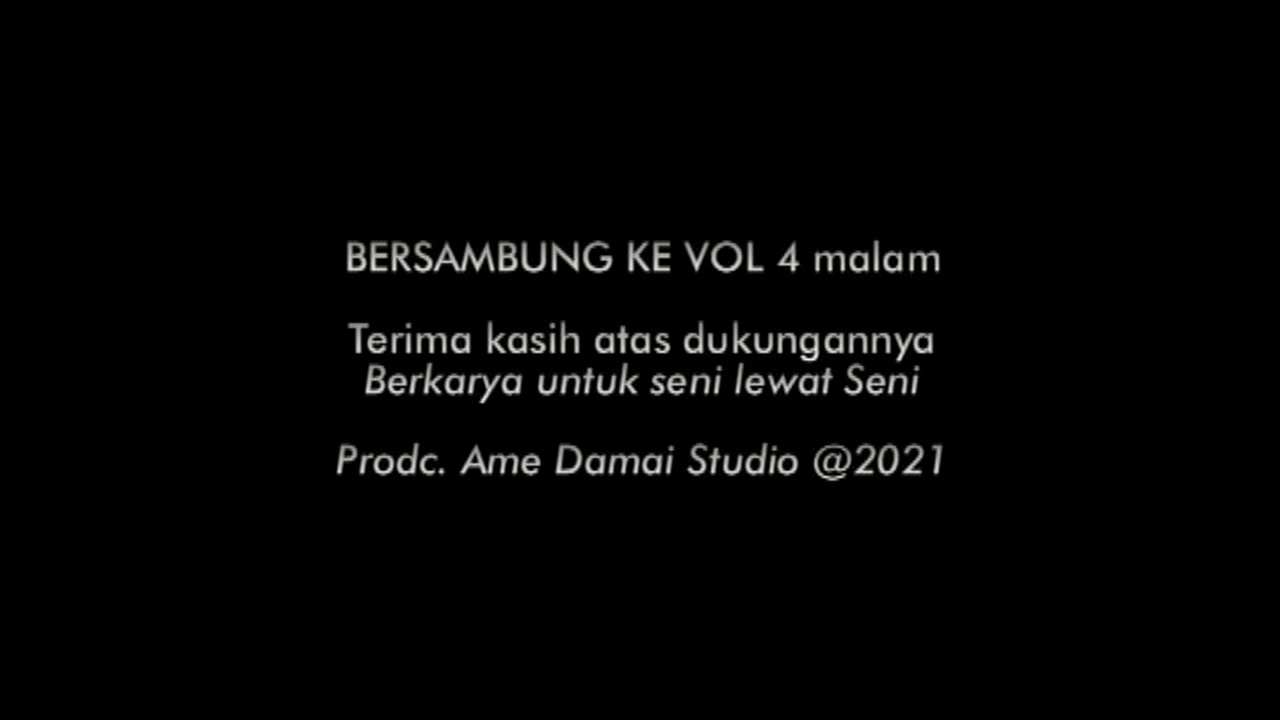 BERSAMBUNG KE VOL 4 malam
Terima kasih atas dukungannya
Berkarya untuk seni lewat Seni
Prodc. Ame Damai Studio @2021